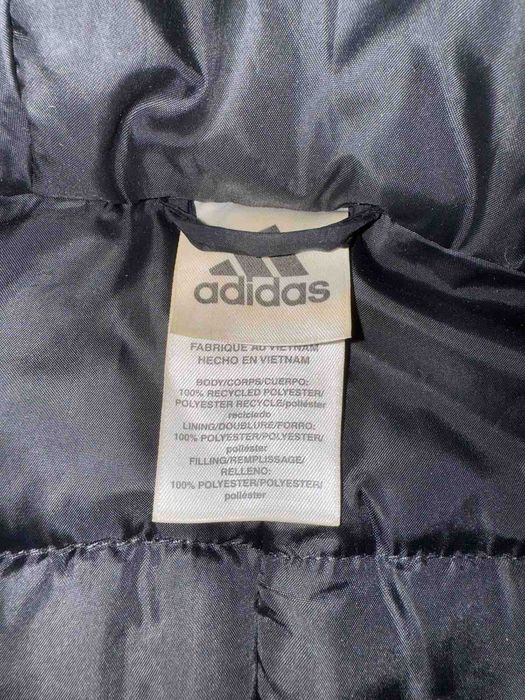 adidas
FABRIQUE AU VIETNAM
HECHO EN VIETNAM
BODY/CORPS/CUERPO:
100% RECYCLED POLYESTER/
POLYESTER RECYCLE/poliéster
reciclado
LINING/DOUBLURE/FORRO:
100% POLYESTER/POLYESTER/
poliéster
FILLING/REMPLISSAGE/
RELLENO:
100% POLYESTER/POLYESTER/
poliéster